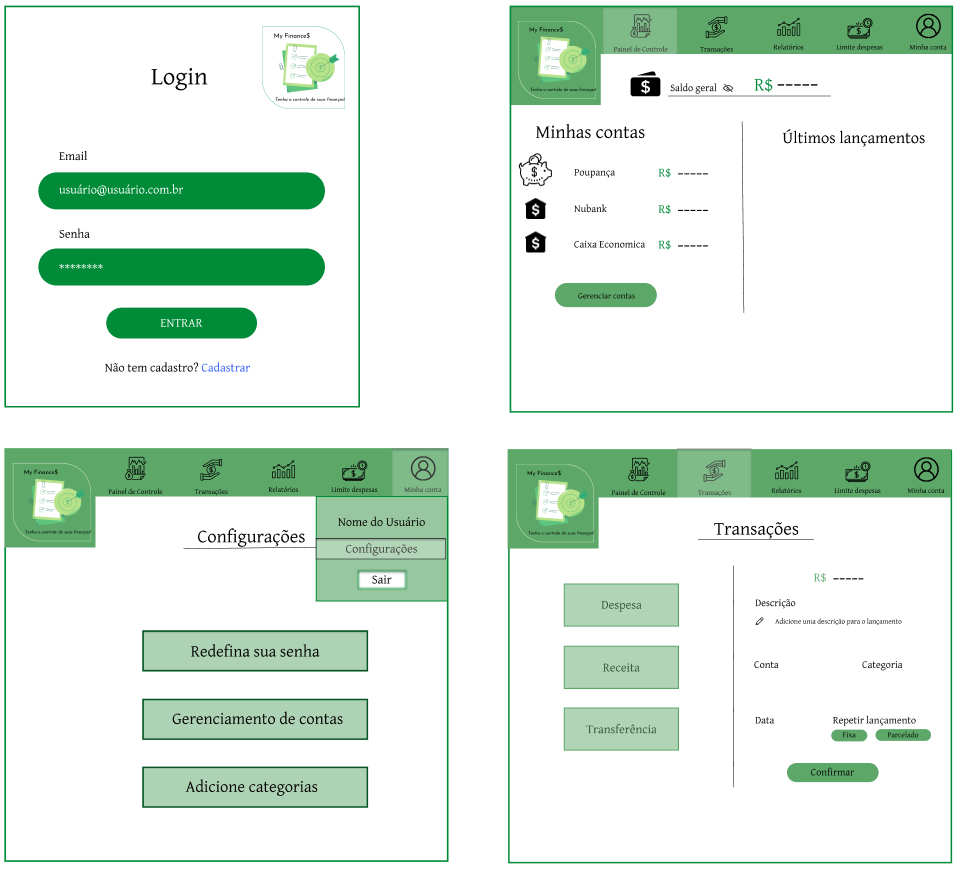 My Finance$
Login
Tenha o controle de suas finanças!
Email
usuário@usuário.com.br
Senha
********
ENTRAR
Não tem cadastro? Cadastrar
My Finance$
Tenha o controle de suas finanças!
Painel de Controle
Transações
Relatórios
Limite despesas
Minha conta
Saldo geral R$ -----
Minhas contas
Últimos lançamentos
Poupança R$ -----
Nubank R$ -----
Caixa Economica R$ -----
Gerenciar contas
My Finance$
Tenha o controle de suas finanças!
Painel de Controle
Transações
Relatórios
Limite despesas
Minha conta
Nome do Usuário
Configurações
Sair
Configurações
Redefina sua senha
Gerenciamento de contas
Adicione categorias
My Finance$
Tenha o controle de suas finanças!
Painel de Controle
Transações
Relatórios
Limite despesas
Minha conta
Transações
Despesa
Receita
Transferência
R$ -----
Descrição
Adicione uma descrição para o lançamento
Conta
Categoria
Data
Repetir lançamento
Fixa
Parcelado
Confirmar